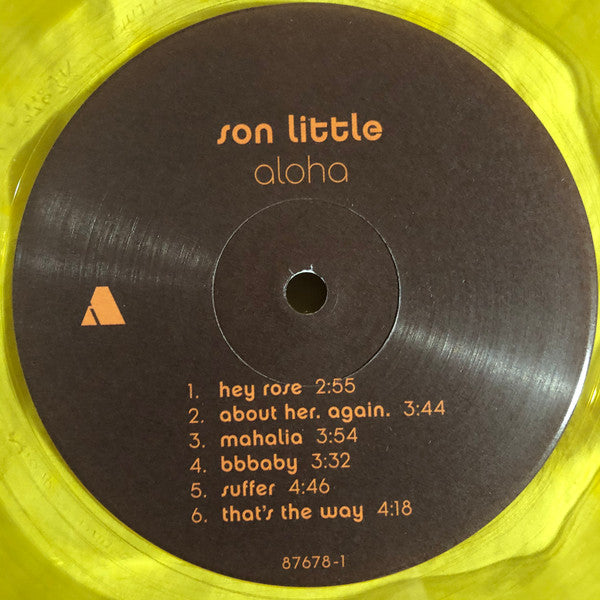 son little
aloha
1. hey rose 2:55
2. about her. again. 3:44
3. mahalia 3:54
4. bbbaby 3:32
5. suffer 4:46
6. that's the way 4:18
87678-1